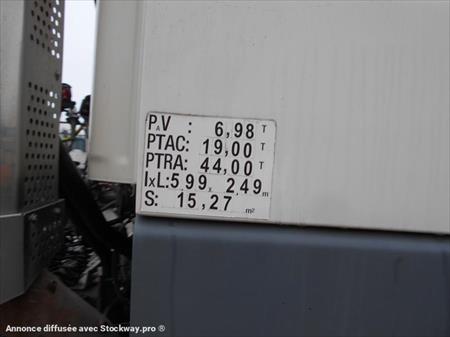 P.A V : 6,98 T
PTAC: 19,00 T
PTRA: 44,00 T
lxL: 5,99 x 2,49 m
S: 15,27 m²
Annonce diffusée avec Stockway.pro ®